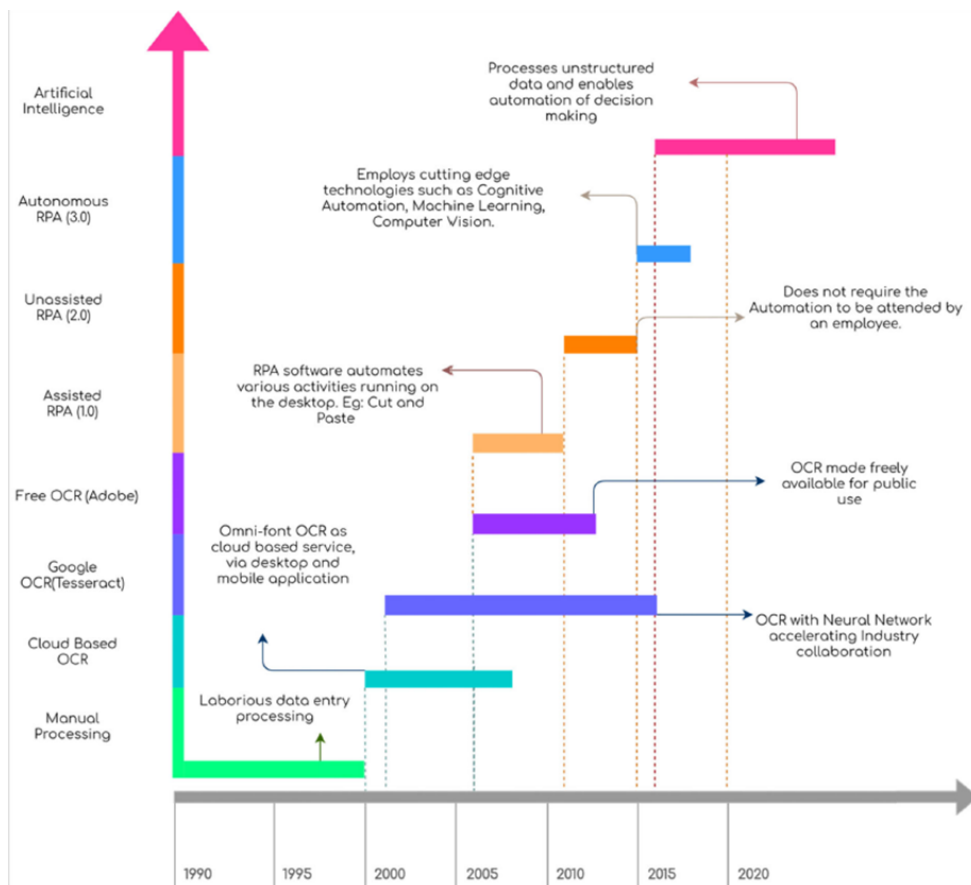 Artificial
Intelligence
Processes unstructured
data and enables
automation of decision
making
Autonomous
RPA (3.0)
Employs cutting edge
technologies such as Cognitive
Automation, Machine Learning,
Computer Vision.
Unassisted
RPA (2.0)
Does not require the
Automation to be attended by
an employee.
Assisted
RPA (1.0)
RPA software automates
various activities running on
the desktop. Eg: Cut and
Paste
Free OCR (Adobe)
OCR made freely
available for public
use
Google
OCR(Tesseract)
Omni-font OCR as
cloud based service,
via desktop and
mobile application
OCR with Neural Network
accelerating Industry
collaboration
Cloud Based
OCR
Manual
Processing
Laborious data entry
processing
1990
1995
2000
2005
2010
2015
2020